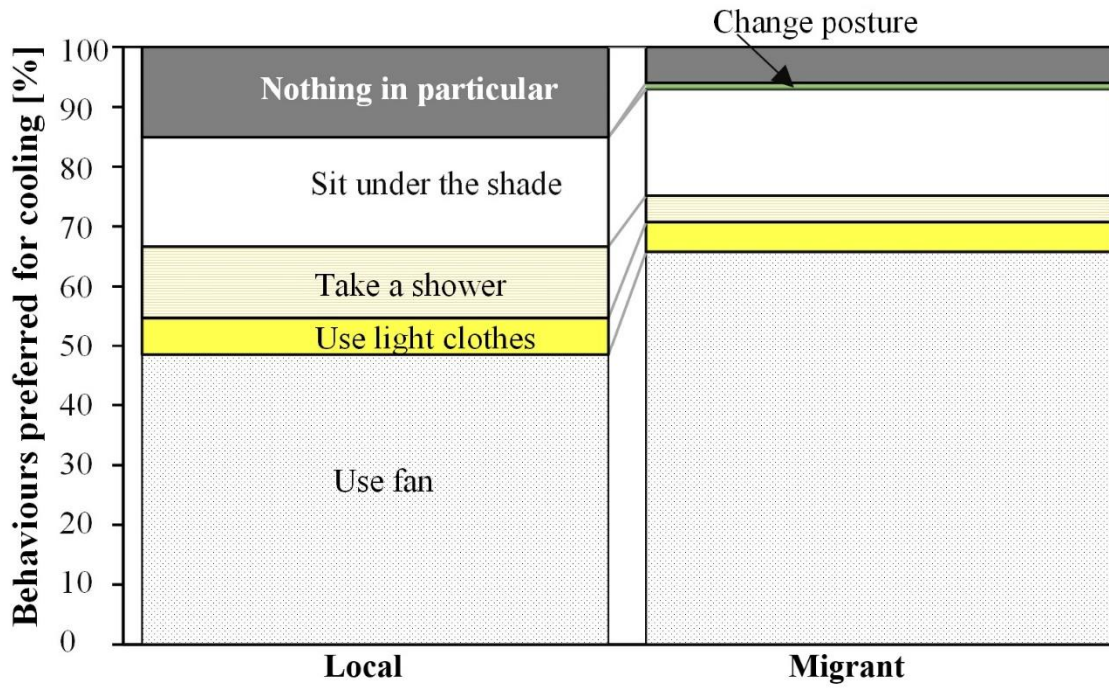 Behaviours preferred for cooling [%]
100
90
80
70
60
50
40
30
20
10
0
Change posture
Nothing in particular
Sit under the shade
Take a shower
Use light clothes
Use fan
Local
Migrant